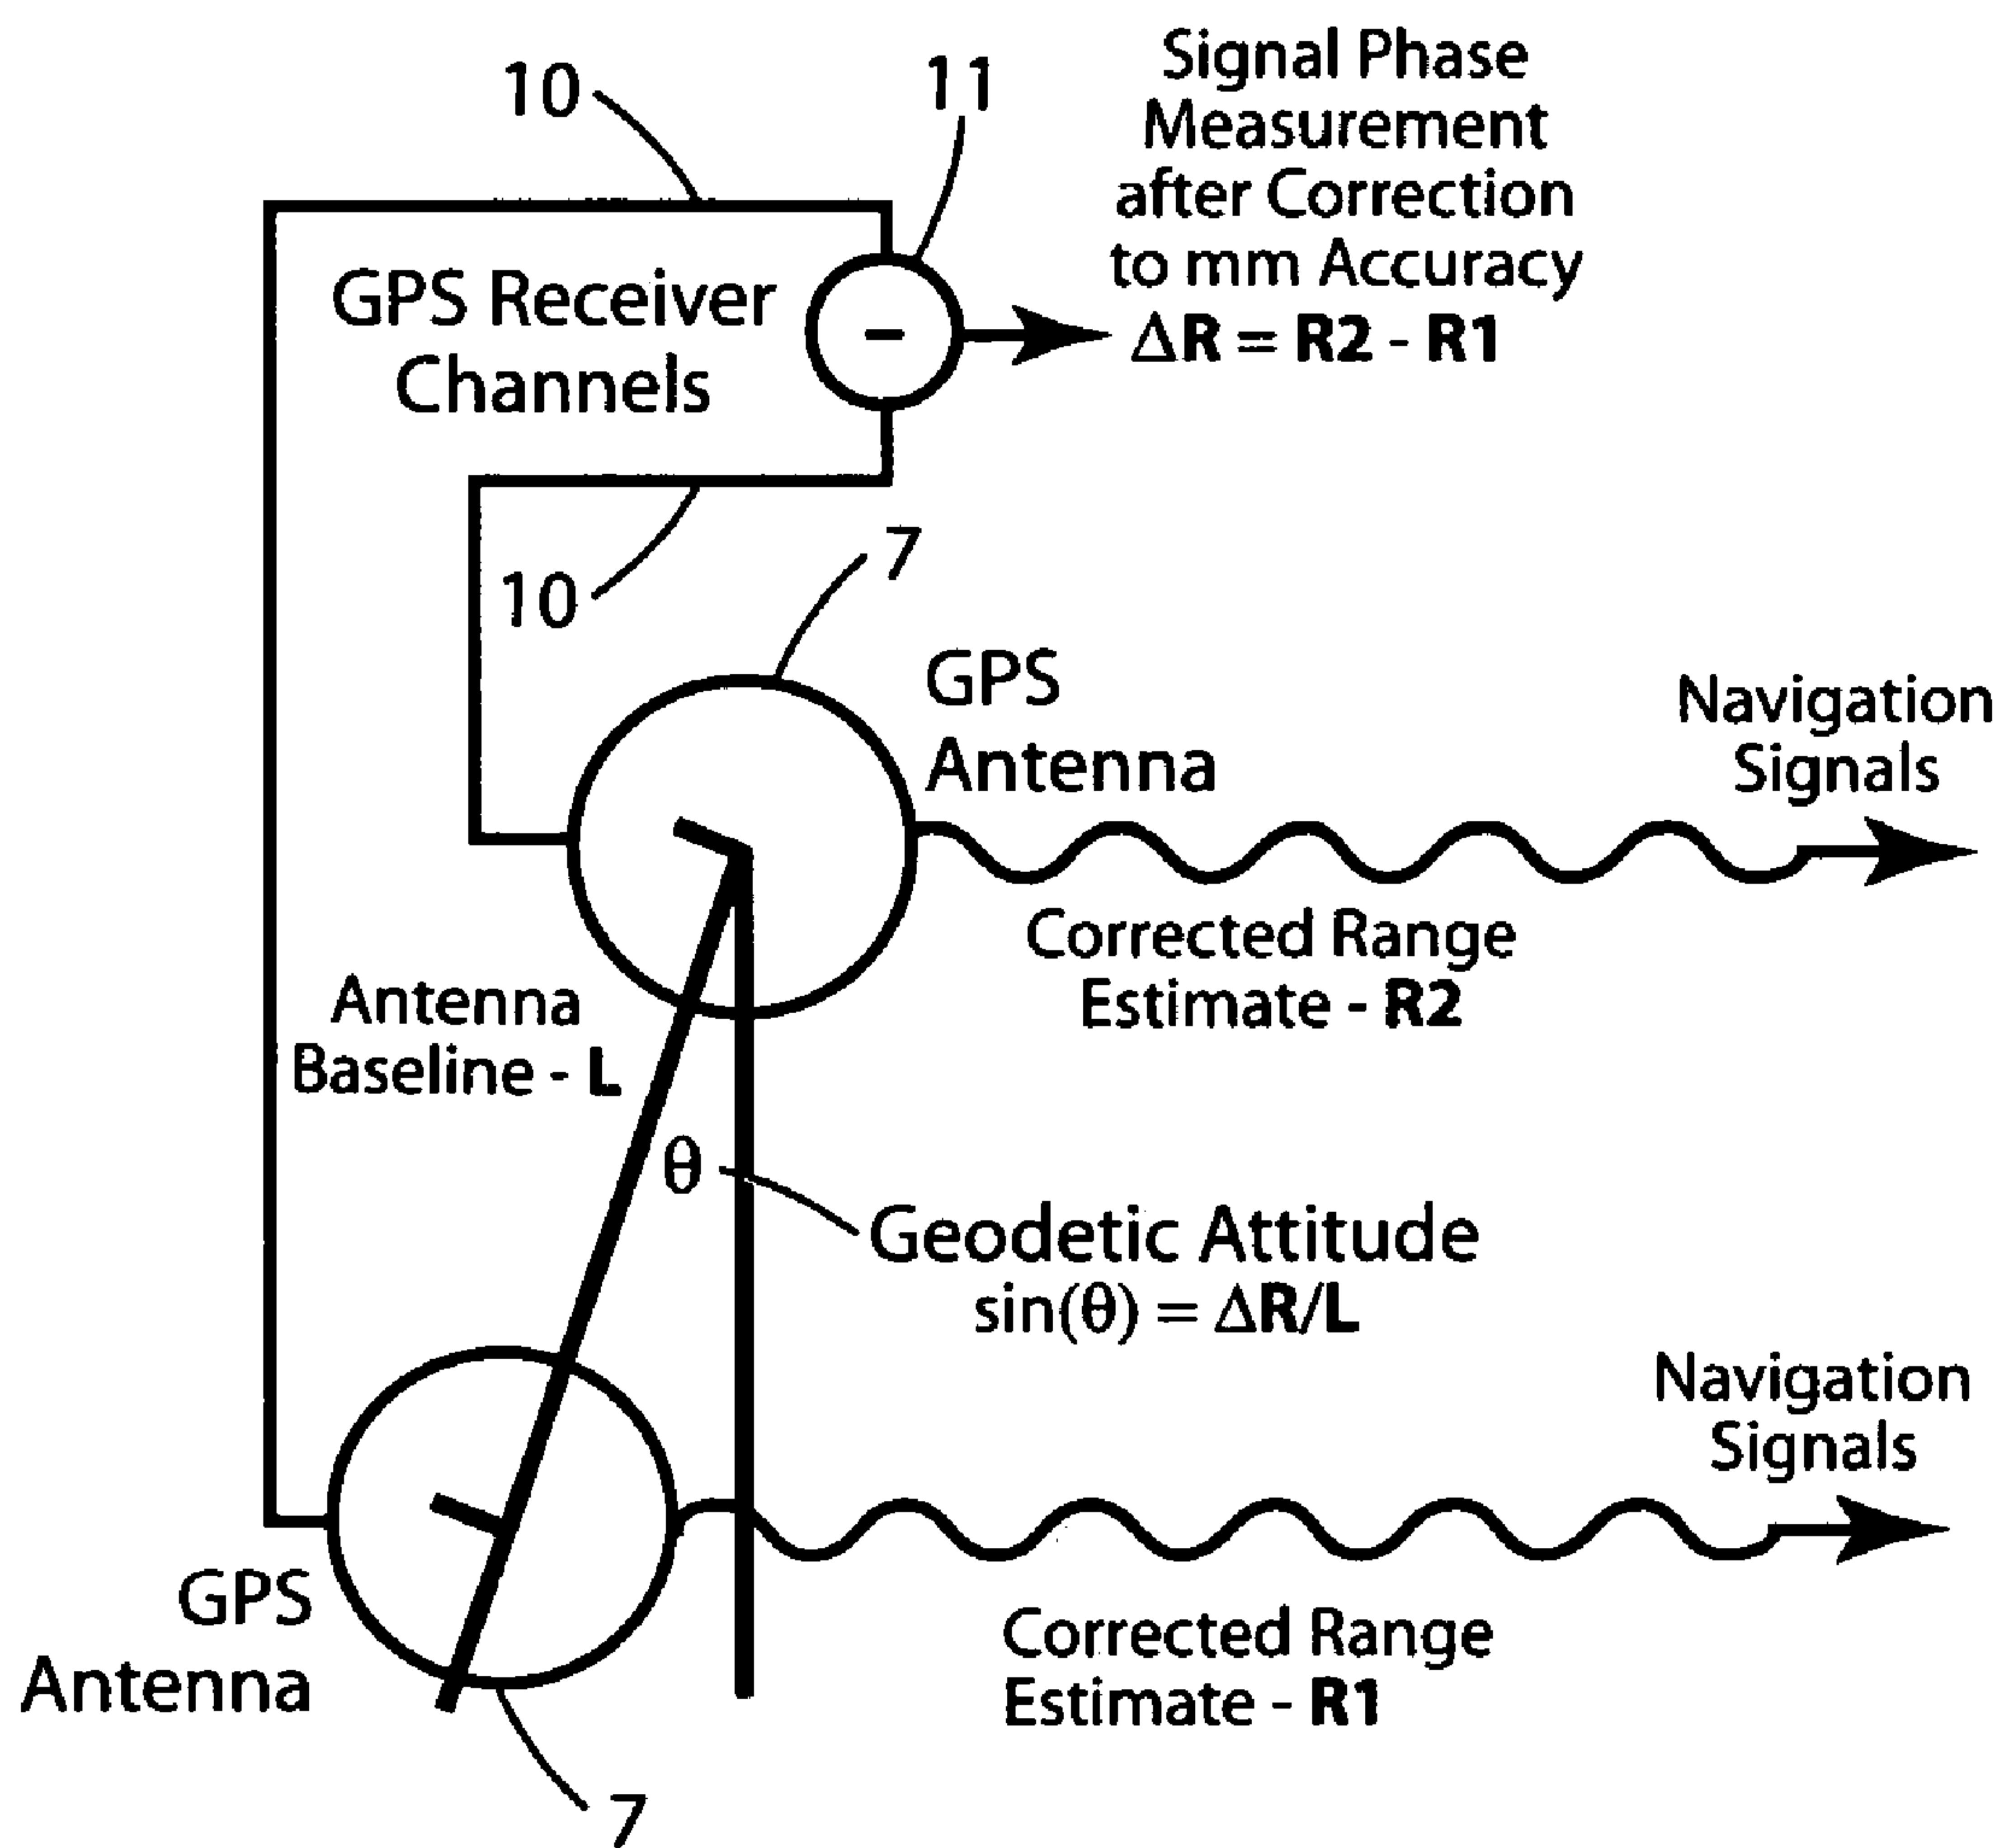 10
11
Signal Phase
Measurement
after Correction
to mm Accuracy
ΔR = R2 - R1
GPS Receiver
Channels
-
10
7
GPS
Antenna
Navigation
Signals
Corrected Range
Estimate - R2
Antenna
Baseline - L
θ
Geodetic Attitude
sin(θ) = ΔR/L
Navigation
Signals
GPS
Antenna
Corrected Range
Estimate - R1
7